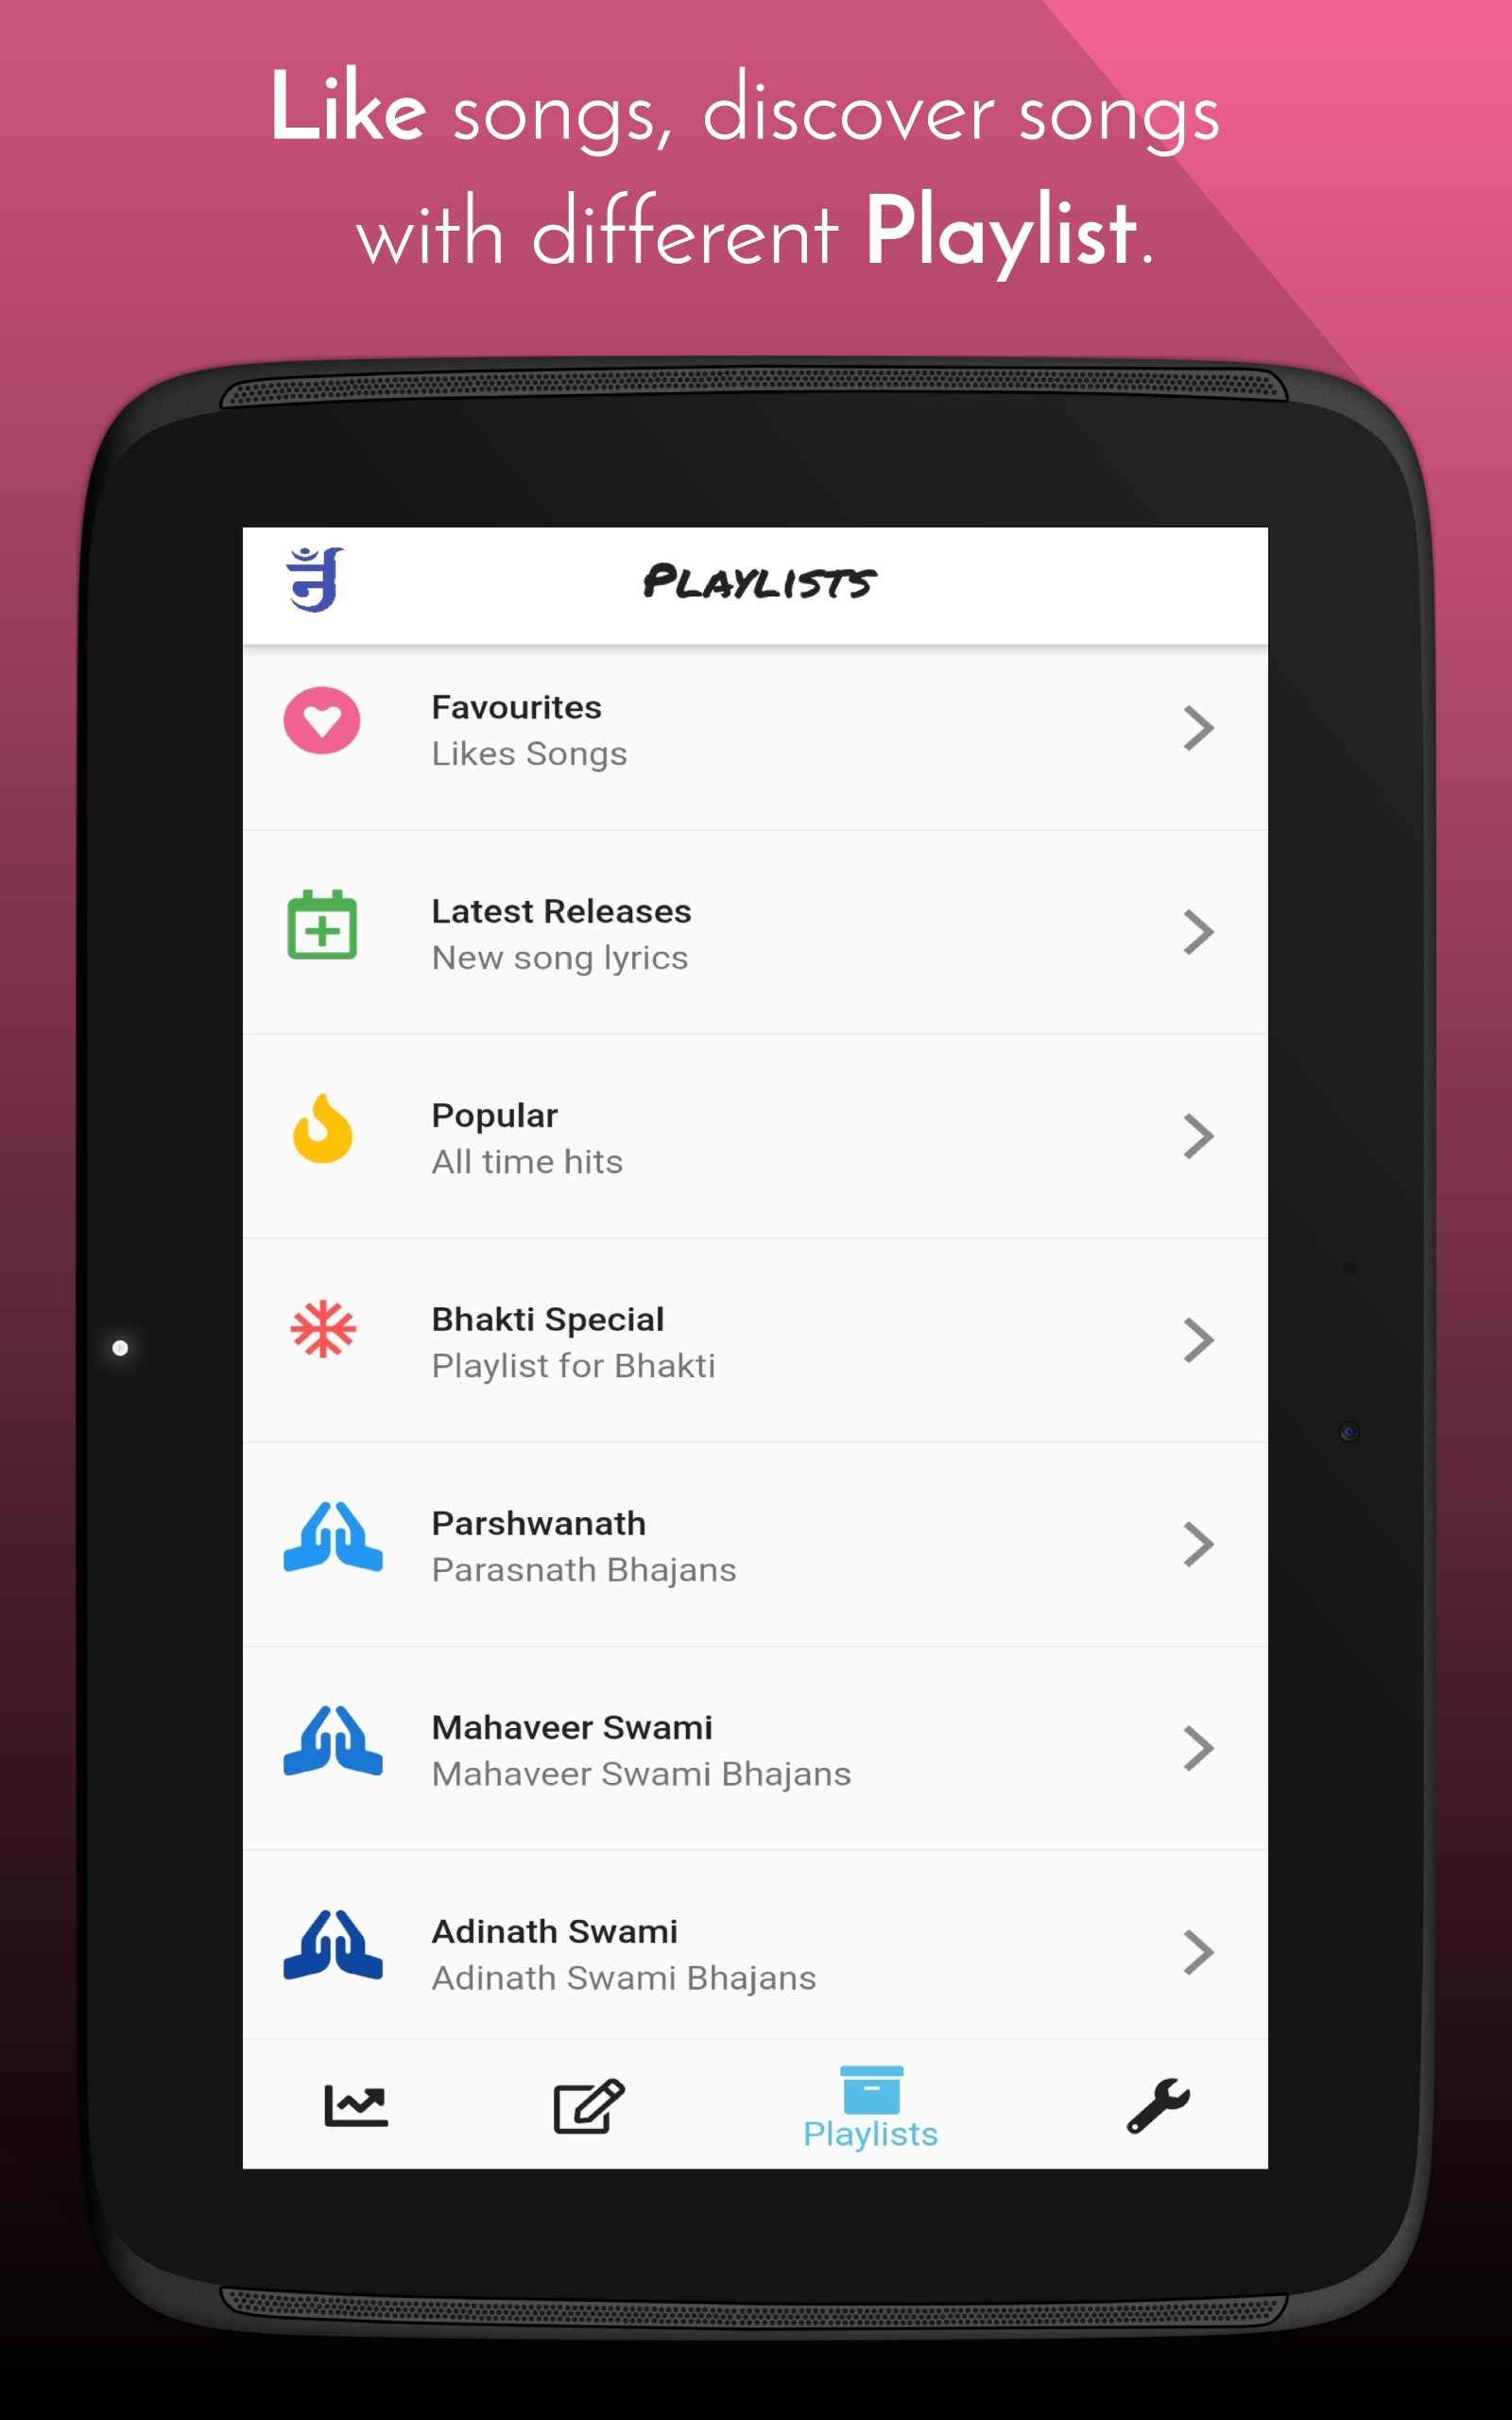 Like songs, discover songs
with different Playlist.
Playlists
Favourites
Likes Songs
Latest Releases
New song lyrics
Popular
All time hits
Bhakti Special
Playlist for Bhakti
Parshwanath
Parasnath Bhajans
Mahaveer Swami
Mahaveer Swami Bhajans
Adinath Swami
Adinath Swami Bhajans
Playlists